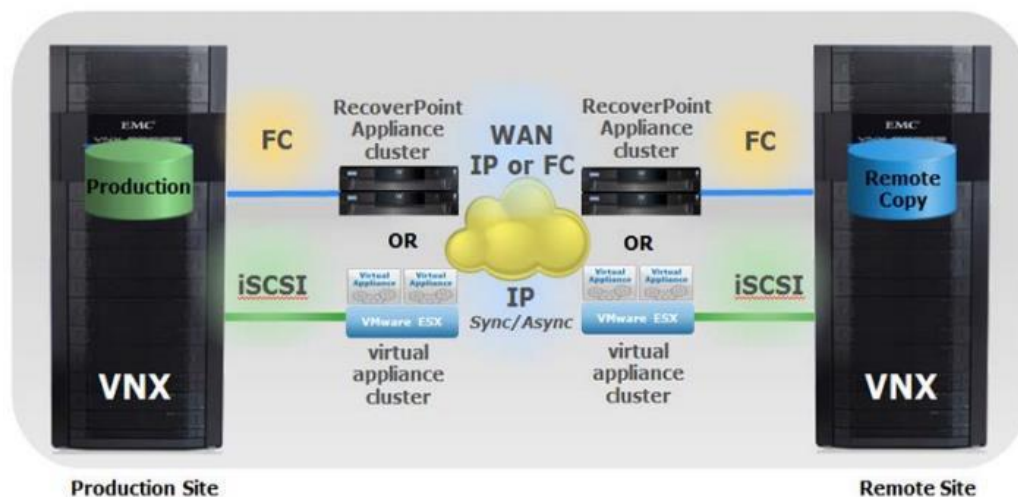 EMC²
Production
VNX
Production Site
FC
iSCSI
RecoverPoint
Appliance
cluster
OR
Virtual
Appliance
Virtual
Appliance
VMware ESX
virtual
appliance
cluster
WAN
IP or FC
IP
Sync/Async
RecoverPoint
Appliance
cluster
OR
Virtual
Appliance
Virtual
Appliance
VMware ESX
virtual
appliance
cluster
FC
iSCSI
EMC²
Remote
Copy
VNX
Remote Site